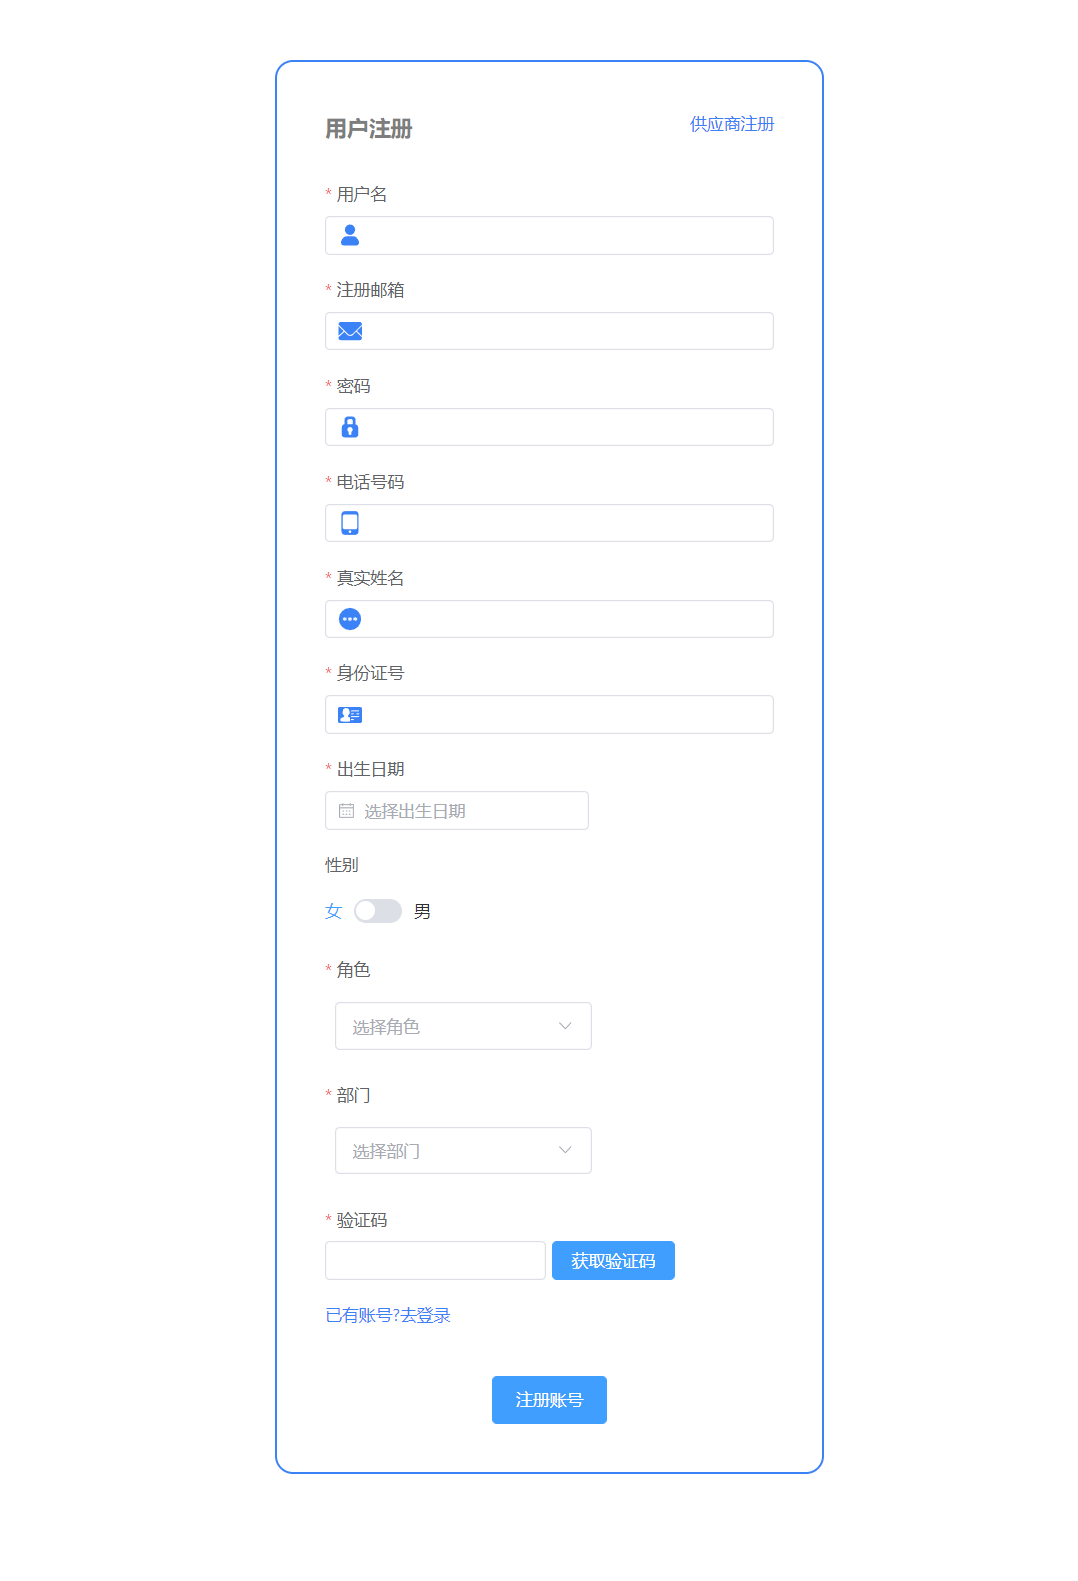 用户注册
供应商注册
* 用户名
* 注册邮箱
* 密码
* 电话号码
* 真实姓名
* 身份证号
* 出生日期
选择出生日期
性别
女 男
* 角色
选择角色
* 部门
选择部门
* 验证码
获取验证码
已有账号?去登录
注册账号